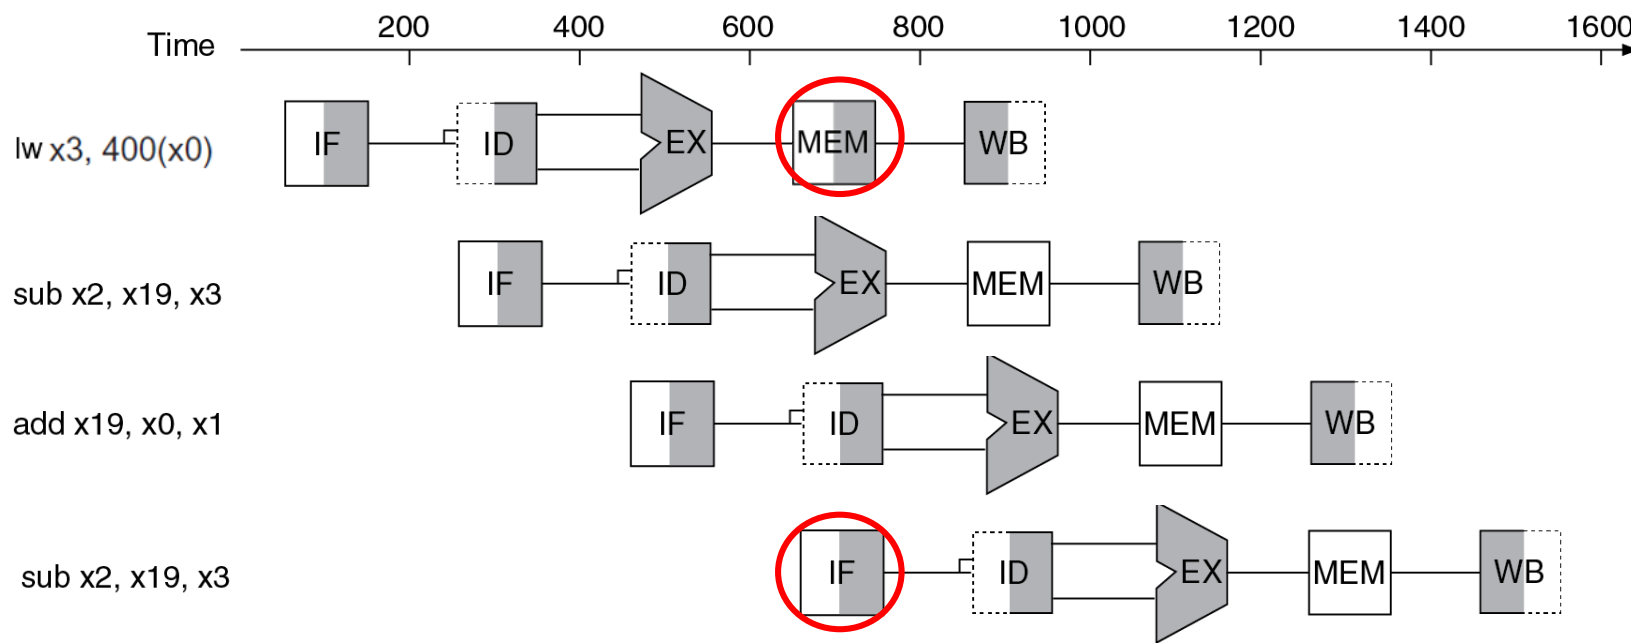 Time 200 400 600 800 1000 1200 1400 1600
lw x3, 400(x0) IF ID EX MEM WB
sub x2, x19, x3 IF ID EX MEM WB
add x19, x0, x1 IF ID EX MEM WB
sub x2, x19, x3 IF ID EX MEM WB